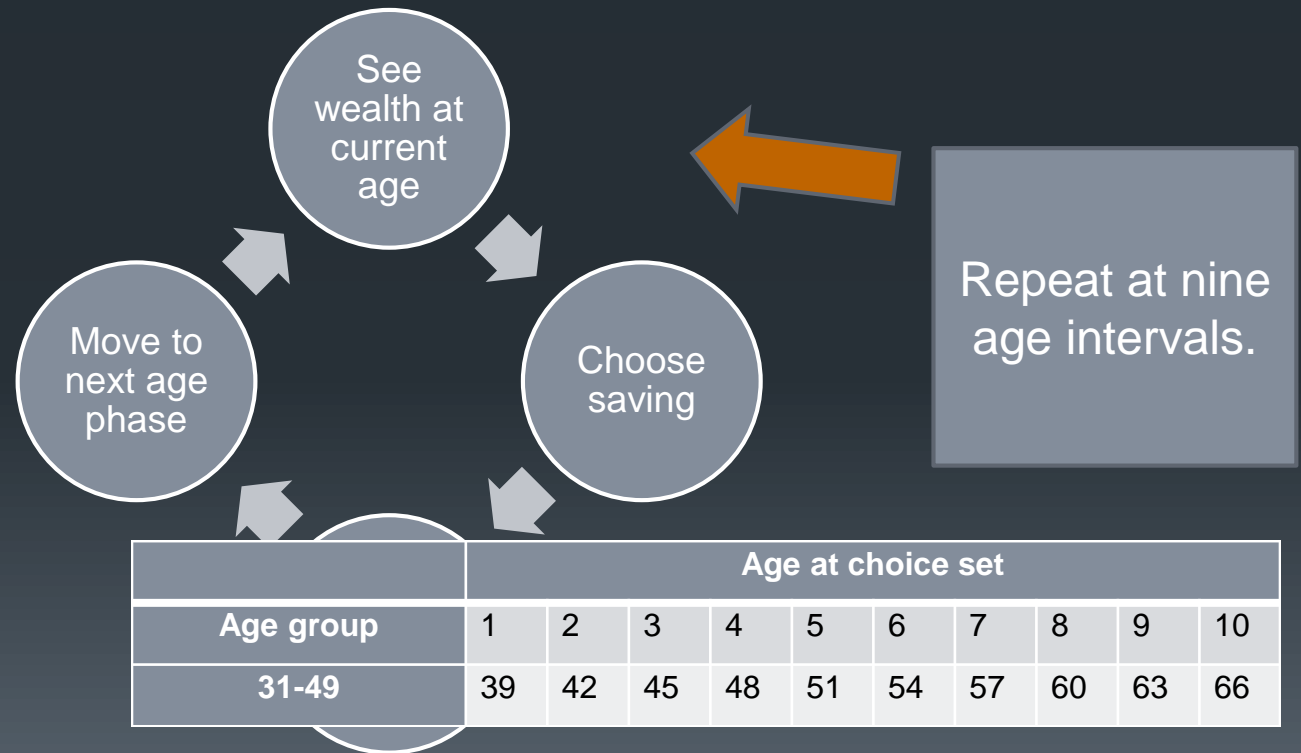 See
wealth at
current
age
Choose
saving
Move to
next age
phase
Repeat at nine
age intervals.
Age at choice set
Age group 1 2 3 4 5 6 7 8 9 10
31-49 39 42 45 48 51 54 57 60 63 66